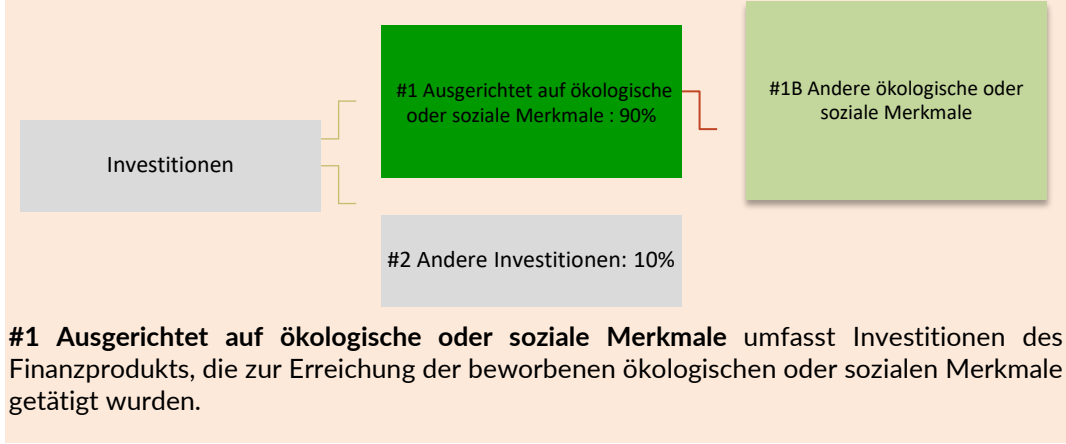 #1 Ausgerichtet auf ökologische
oder soziale Merkmale : 90%
#1B Andere ökologische oder
soziale Merkmale
Investitionen
#2 Andere Investitionen: 10%
#1 Ausgerichtet auf ökologische oder soziale Merkmale umfasst Investitionen des
Finanzprodukts, die zur Erreichung der beworbenen ökologischen oder sozialen Merkmale
getätigt wurden.